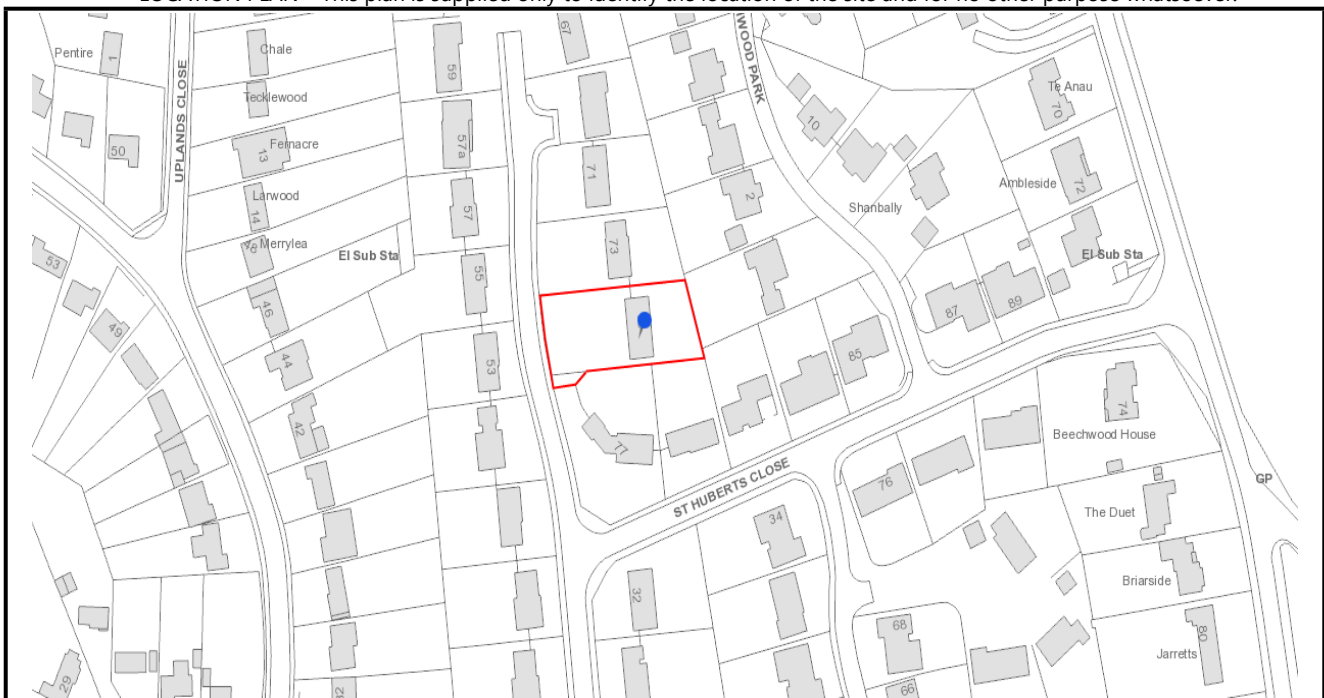 LOCATION PLAN - This plan is supplied only to identify the location of the site and for no other purpose whatsoever.
Pentire
1
UPLANDS CLOSE
Chale
59
67
WOOD PARK
Te Anau
70
Tecklewood
50
13
Fernacre
57a
10
71
Ambleside
72
Larwood
14
57
2
Shanbally
Merrylea
El Sub Sta
73
El Sub Sta
53
55
46
87
89
49
44
53
85
42
77
74
Beechwood House
ST HUBERTS CLOSE
76
GP
34
The Duet
Briarside
32
68
80
Jarretts
29
32
66